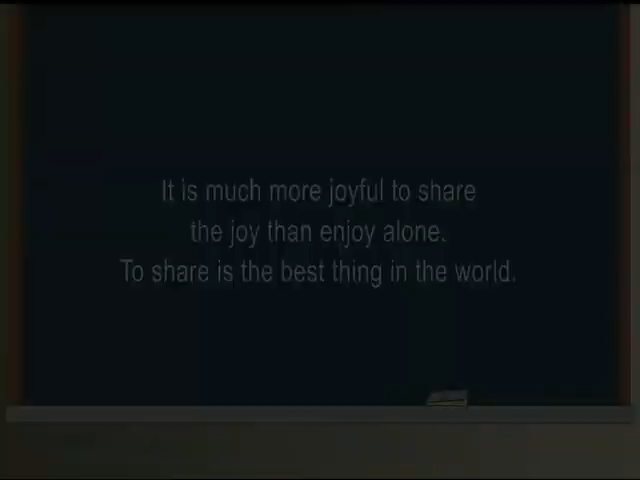 It is much more joyful to share
the joy than enjoy alone.
To share is the best thing in the world.